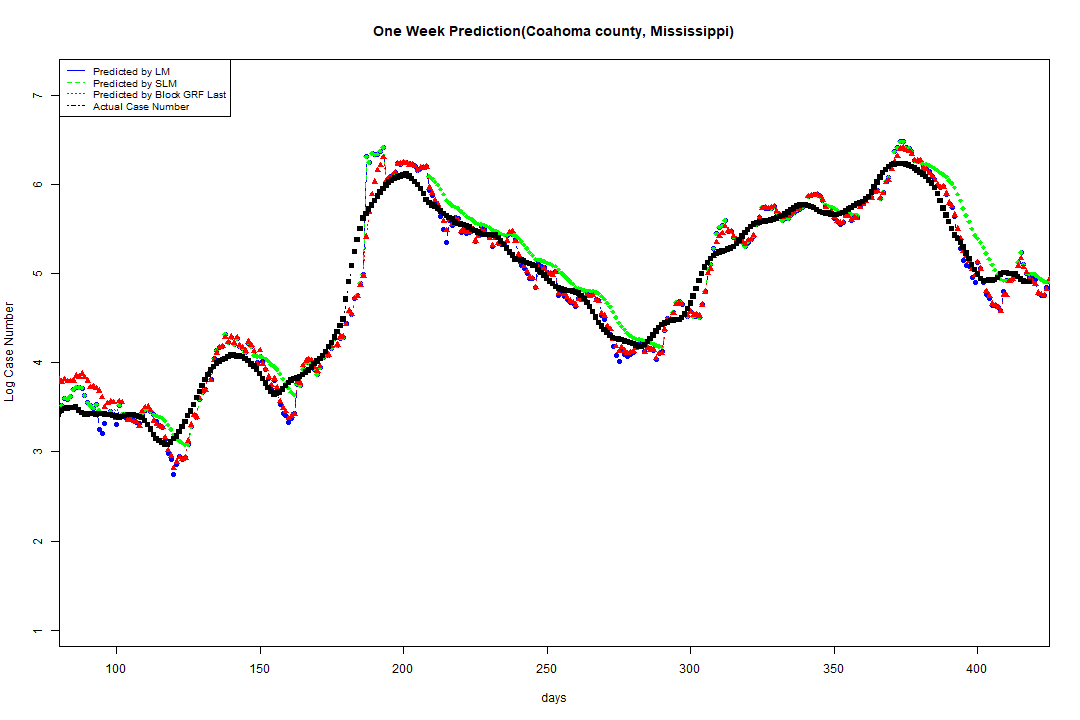 One Week Prediction(Coahoma county, Mississippi)
Predicted by LM
Predicted by SLM
Predicted by Block GRF Last
Actual Case Number
7
6
5
4
3
2
1
Log Case Number
100 150 200 250 300 350 400
days